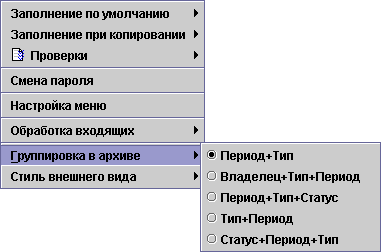 Заполнение по умолчанию
Заполнение при копировании
Проверки
Смена пароля
Настройка меню
Обработка входящих
Группировка в архиве
Стиль внешнего вида
Период+Тип
Владелец+Тип+Период
Период+Тип+Статус
Тип+Период
Статус+Период+Тип